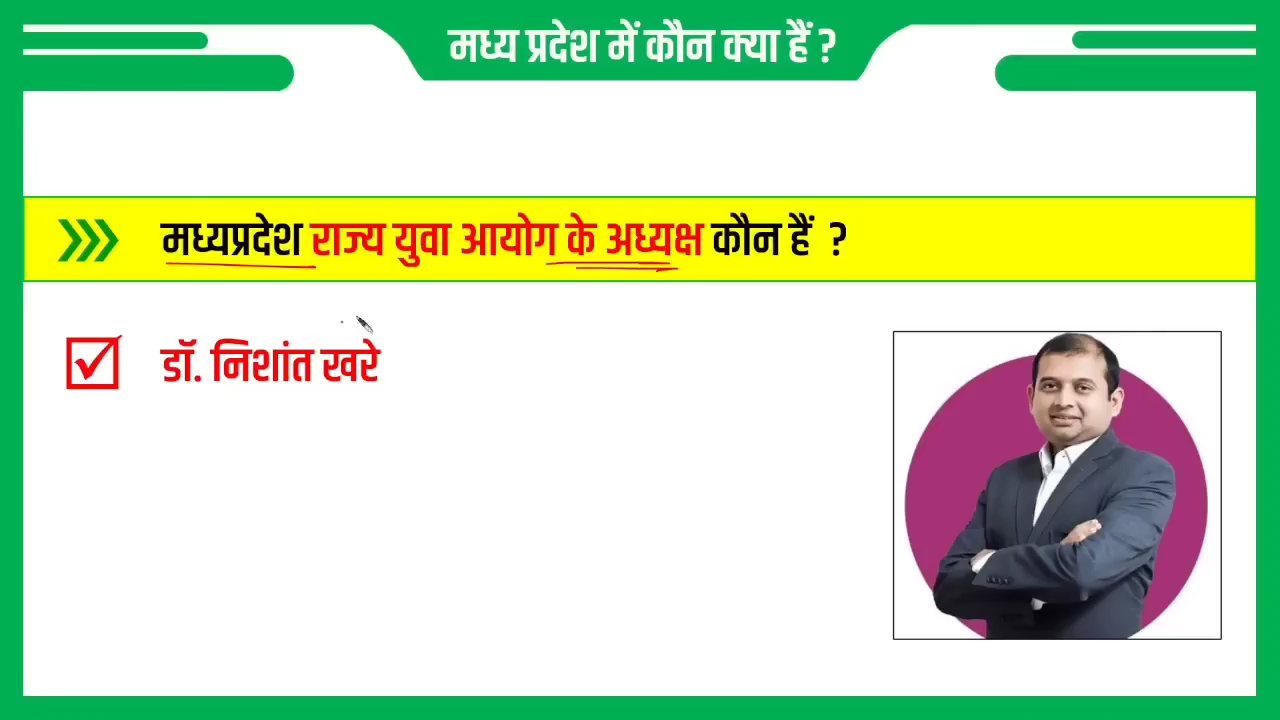 मध्य प्रदेश में कौन क्या हैं ?
मध्यप्रदेश राज्य युवा आयोग के अध्यक्ष कौन हैं ?
डॉ. निशांत खरे